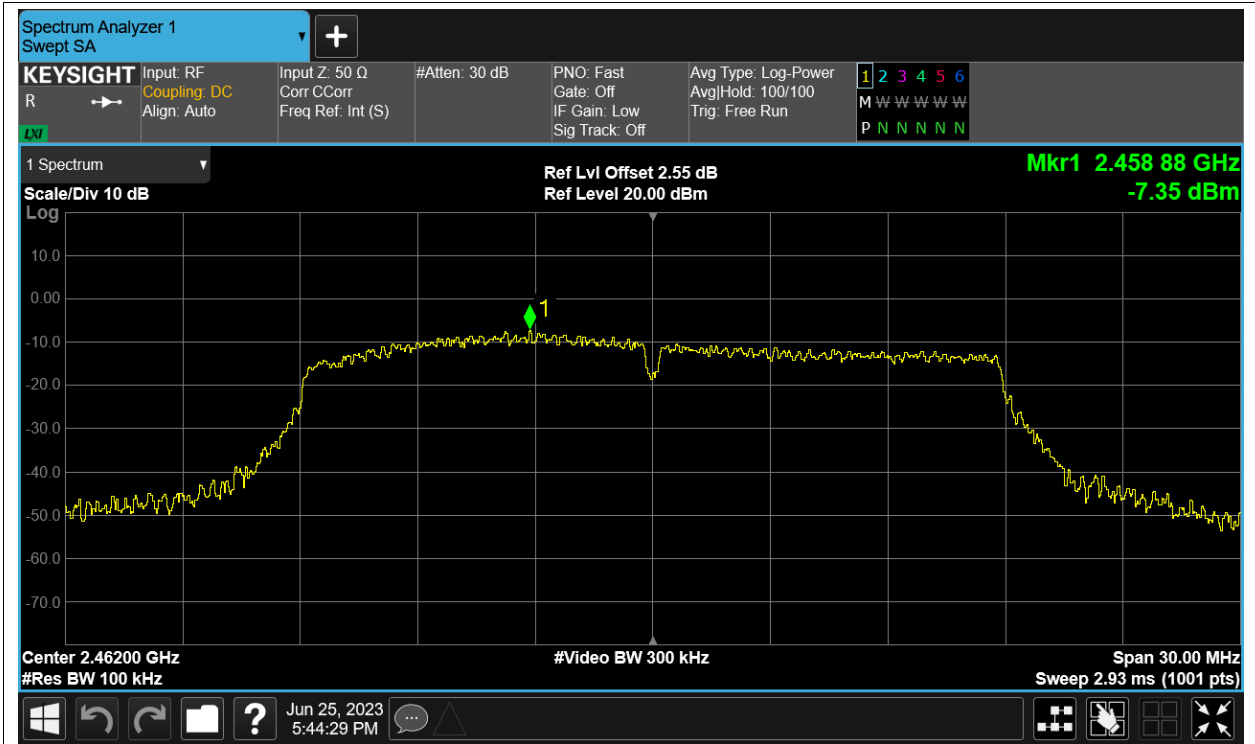 Spectrum Analyzer 1
Swept SA
KEYSIGHT
R
LXI
Input: RF
Coupling: DC
Align: Auto
Input Z: 50 Ω
Corr CCorr
Freq Ref: Int (S)
#Atten: 30 dB
PNO: Fast
Gate: Off
IF Gain: Low
Sig Track: Off
Avg Type: Log-Power
Avg|Hold: 100/100
Trig: Free Run
1 2 3 4 5 6
M W W W W W
P N N N N N
1 Spectrum
Scale/Div 10 dB
Log
Ref Lvl Offset 2.55 dB
Ref Level 20.00 dBm
Mkr1 2.458 88 GHz
-7.35 dBm
10.0
0.00
-10.0
-20.0
-30.0
-40.0
-50.0
-60.0
-70.0
1
Center 2.46200 GHz
#Res BW 100 kHz
#Video BW 300 kHz
Span 30.00 MHz
Sweep 2.93 ms (1001 pts)
?
Jun 25, 2023
5:44:29 PM